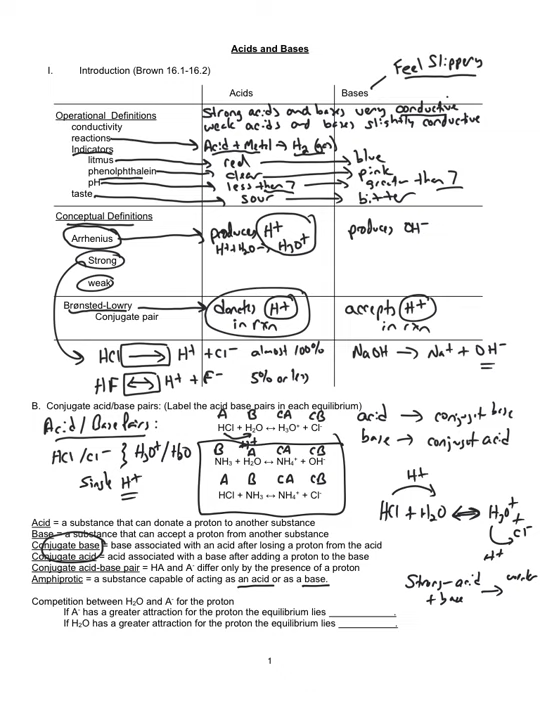 Acids and Bases
Feel Slippery
I. Introduction (Brown 16.1-16.2)
Acids Bases
Operational Definitions
Strong acids and bases very conductive
weak acids and bases slightly conductive
conductivity
reactions Acid + Metal → H₂ (gas)
Indicators
litmus red blue
phenolphthalein clear pink
pH less then 7 greater then 7
taste sour bitter
Conceptual Definitions
Arrhenius produces H+ produces OH⁻
H⁺+H₂O → H₃O⁺
Strong
weak
Brønsted-Lowry donates H+ in rxn accepts H+ in rxn
Conjugate pair
HCl → H⁺ + Cl⁻ almost 100% NaOH → Na⁺ + OH⁻
HF ↔ H⁺ + F⁻ 5% or less
B. Conjugate acid/base pairs: (Label the acid base pairs in each equilibrium)
Acid / Base Pairs:
A B CA CB
HCl + H₂O ↔ H₃O⁺ + Cl⁻
acid → conjugate base
base → conjugate acid
HCl/Cl⁻ } H₃O⁺/H₂O
H+
B A CA CB
NH₃ + H₂O ↔ NH₄⁺ + OH⁻
Single H⁺
A B CA CB
HCl + NH₃ ↔ NH₄⁺ + Cl⁻
H⁺
HCl + H₂O ⇔ H₃O⁺ + Cl⁻
H⁺
Acid = a substance that can donate a proton to another substance
Base = a substance that can accept a proton from another substance
Conjugate base = base associated with an acid after losing a proton from the acid
Conjugate acid = acid associated with a base after adding a proton to the base
Conjugate acid-base pair = HA and A⁻ differ only by the presence of a proton
Amphiprotic = a substance capable of acting as an acid or as a base.
Strong acid + base → weaker
Competition between H₂O and A⁻ for the proton
If A⁻ has a greater attraction for the proton the equilibrium lies ____________.
If H₂O has a greater attraction for the proton the equilibrium lies ____________.
1